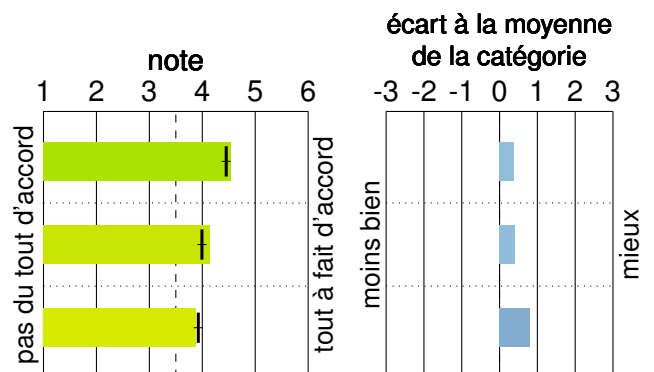 note
1 2 3 4 5 6
pas du tout d'accord
tout à fait d'accord
écart à la moyenne
de la catégorie
-3 -2 -1 0 1 2 3
moins bien
mieux